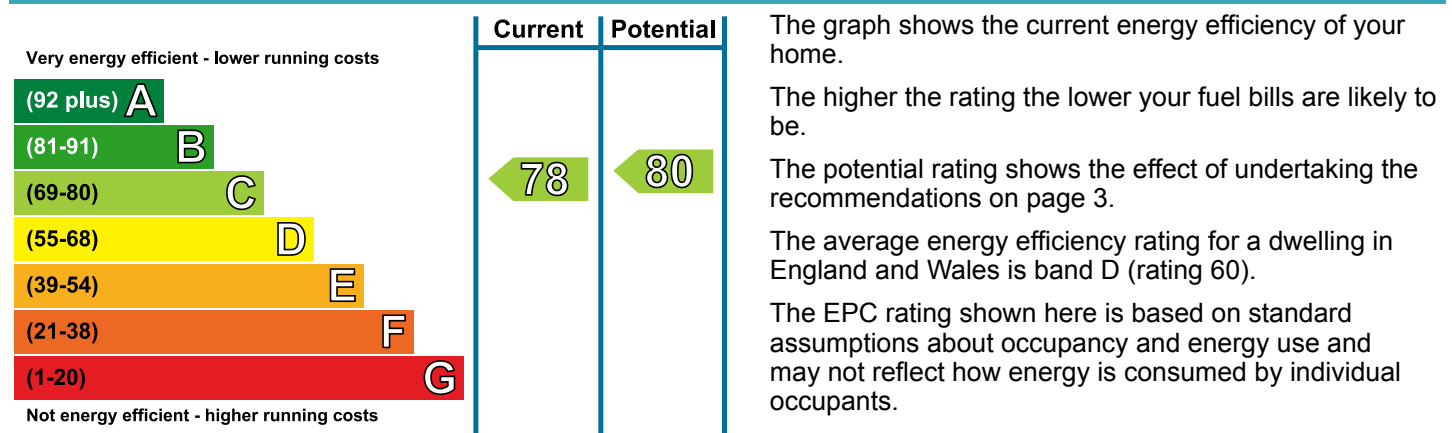 Current
Potential
Very energy efficient - lower running costs
(92 plus) A
(81-91) B
(69-80) C
(55-68) D
(39-54) E
(21-38) F
(1-20) G
Not energy efficient - higher running costs
78
80
The graph shows the current energy efficiency of your
home.
The higher the rating the lower your fuel bills are likely to
be.
The potential rating shows the effect of undertaking the
recommendations on page 3.
The average energy efficiency rating for a dwelling in
England and Wales is band D (rating 60).
The EPC rating shown here is based on standard
assumptions about occupancy and energy use and
may not reflect how energy is consumed by individual
occupants.